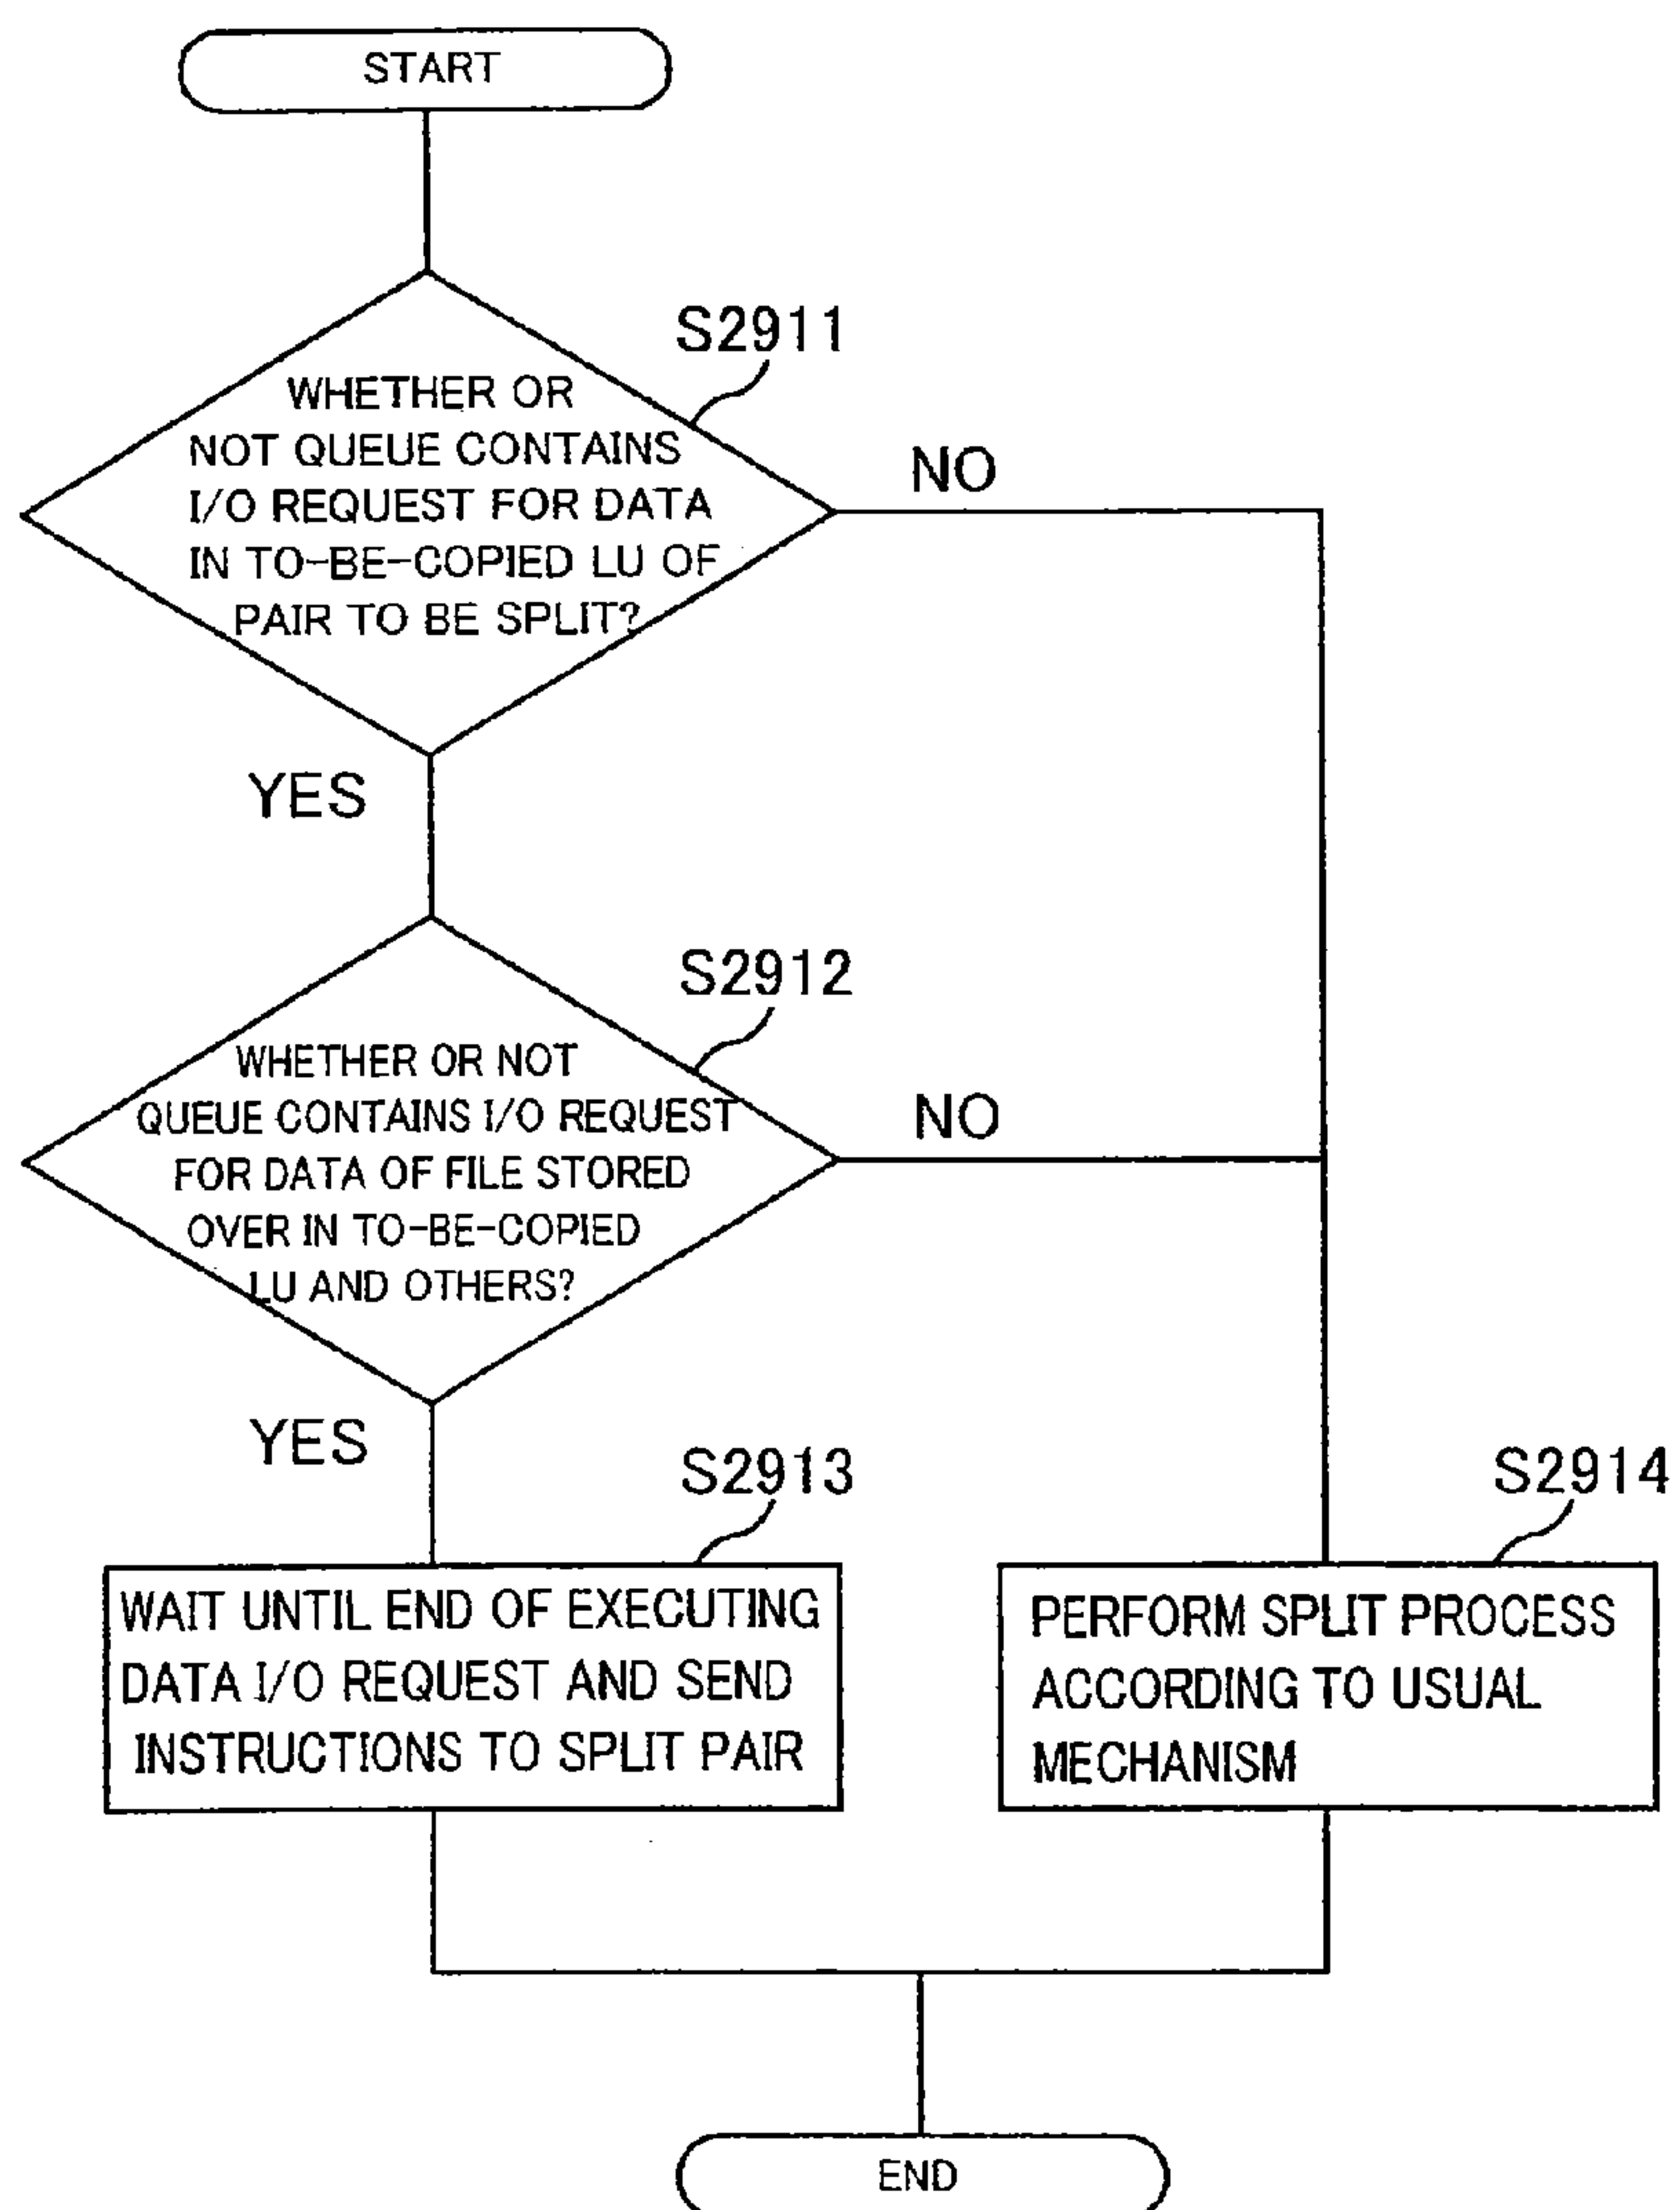 START
S2911
WHETHER OR
NOT QUEUE CONTAINS
I/O REQUEST FOR DATA
IN TO-BE-COPIED LU OF
PAIR TO BE SPLIT?
NO
YES
S2912
WHETHER OR NOT
QUEUE CONTAINS I/O REQUEST
FOR DATA OF FILE STORED
OVER IN TO-BE-COPIED
LU AND OTHERS?
NO
YES
S2913
WAIT UNTIL END OF EXECUTING
DATA I/O REQUEST AND SEND
INSTRUCTIONS TO SPLIT PAIR
S2914
PERFORM SPLIT PROCESS
ACCORDING TO USUAL
MECHANISM
END